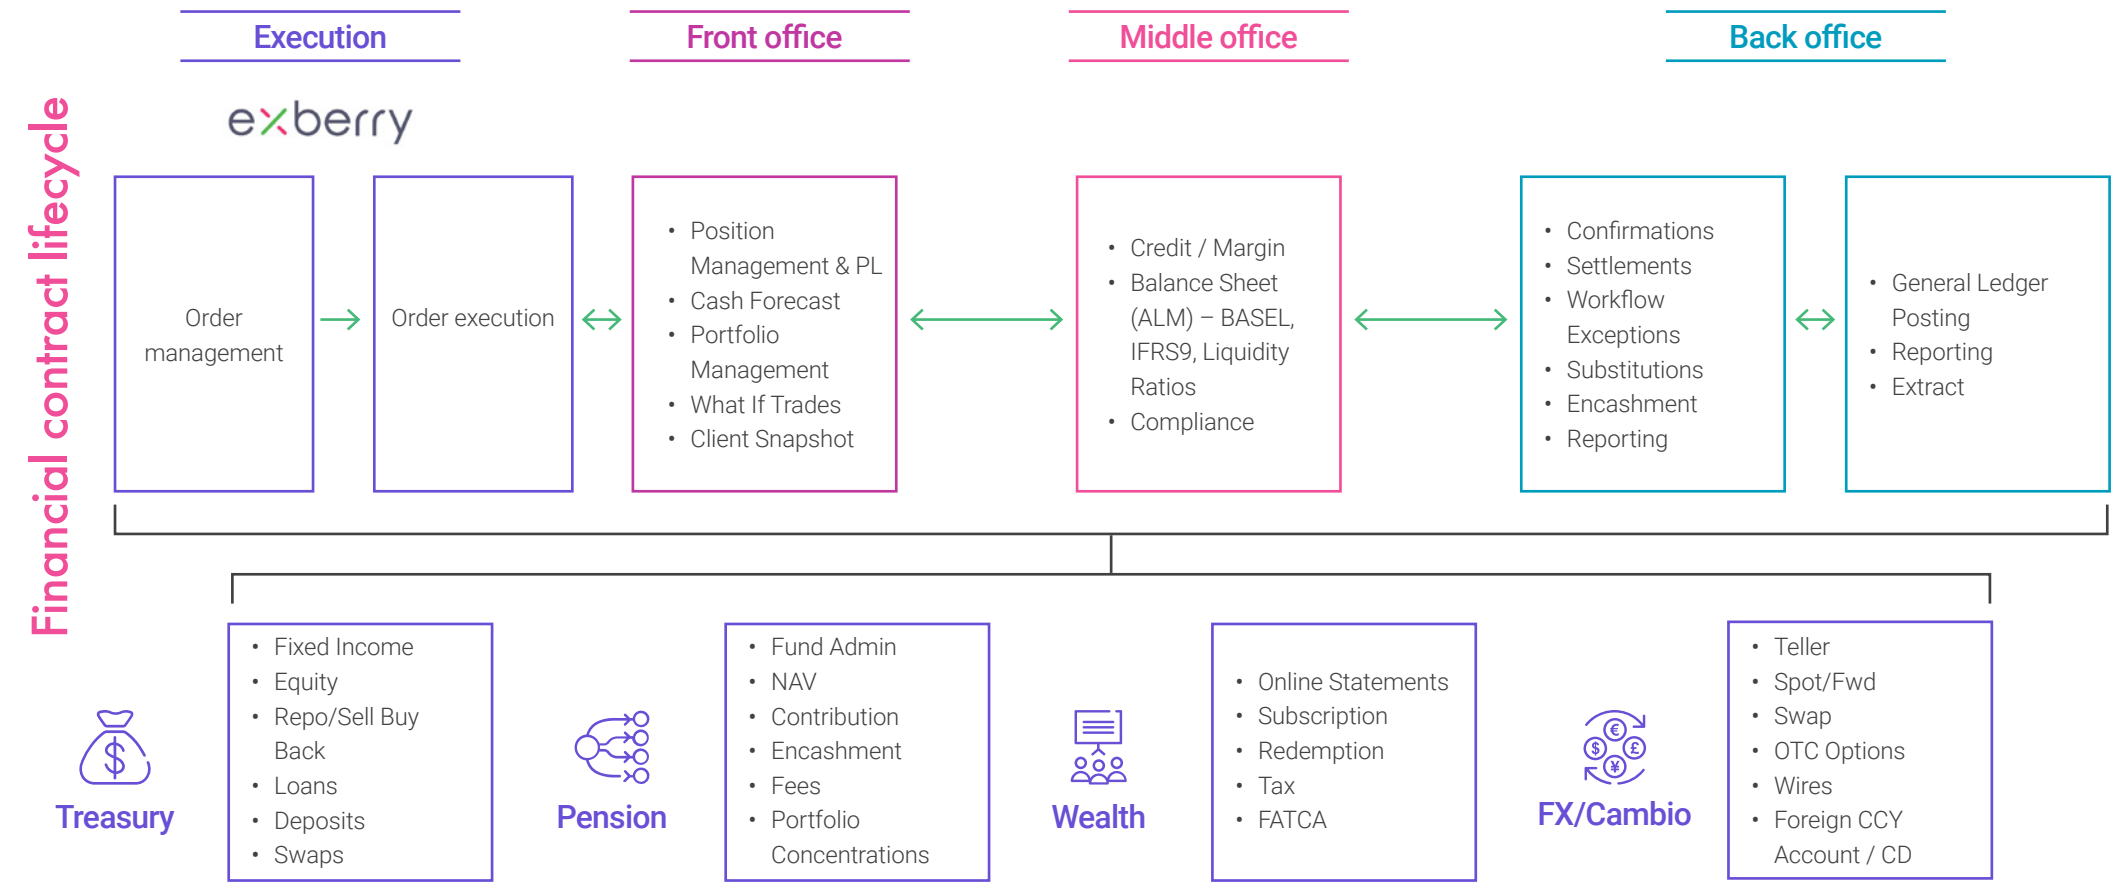 Execution
Front office
Middle office
Back office
exberry
Financial contract lifecycle
Order
management
Order execution
• Position
Management & PL
• Cash Forecast
• Portfolio
Management
• What If Trades
• Client Snapshot
• Credit / Margin
• Balance Sheet
(ALM) – BASEL,
IFRS9, Liquidity
Ratios
• Compliance
• Confirmations
• Settlements
• Workflow
Exceptions
• Substitutions
• Encashment
• Reporting
• General Ledger
Posting
• Reporting
• Extract
$
Treasury
• Fixed Income
• Equity
• Repo/Sell Buy
Back
• Loans
• Deposits
• Swaps
Pension
• Fund Admin
• NAV
• Contribution
• Encashment
• Fees
• Portfolio
Concentrations
Wealth
• Online Statements
• Subscription
• Redemption
• Tax
• FATCA
€
$ £
¥
FX/Cambio
• Teller
• Spot/Fwd
• Swap
• OTC Options
• Wires
• Foreign CCY
Account / CD